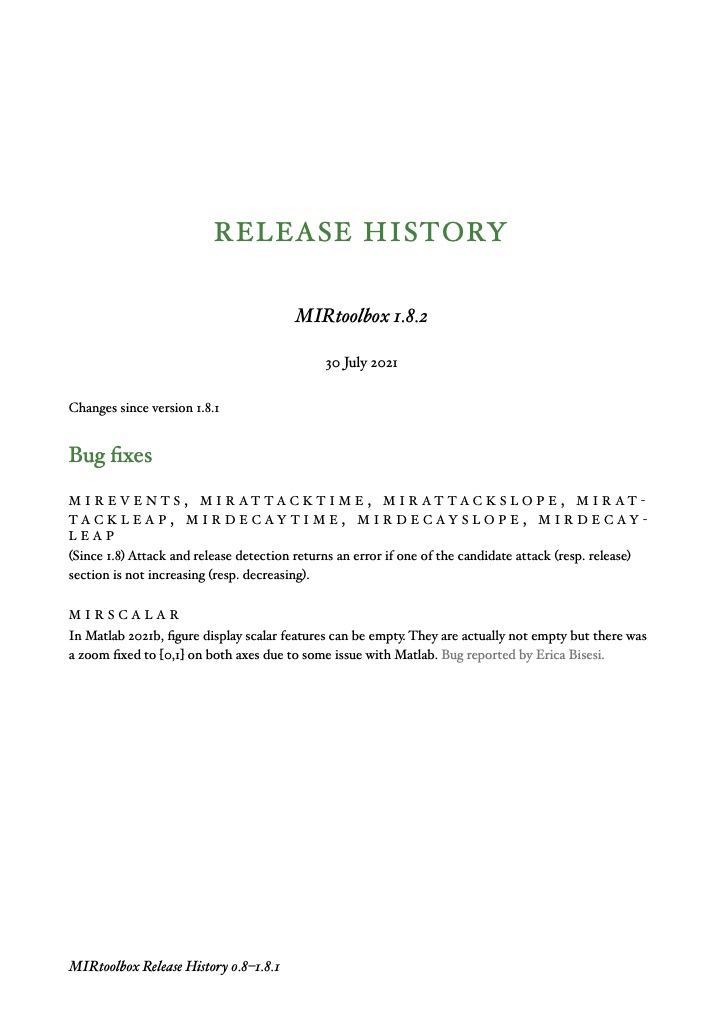 RELEASE HISTORY
MIRtoolbox 1.8.2
30 July 2021
Changes since version 1.8.1
Bug fixes
MIREVENTS, MIRATTACKTIME, MIRATTACKSLOPE, MIRAT-
TACKLEAP, MIRDECAYTIME, MIRDECAYSLOPE, MIRDECAY-
LEAP
(Since 1.8) Attack and release detection returns an error if one of the candidate attack (resp. release)
section is not increasing (resp. decreasing).
MIRSCALAR
In Matlab 2021b, figure display scalar features can be empty. They are actually not empty but there was
a zoom fixed to [0,1] on both axes due to some issue with Matlab. Bug reported by Erica Bisesi.
MIRtoolbox Release History 0.8–1.8.1